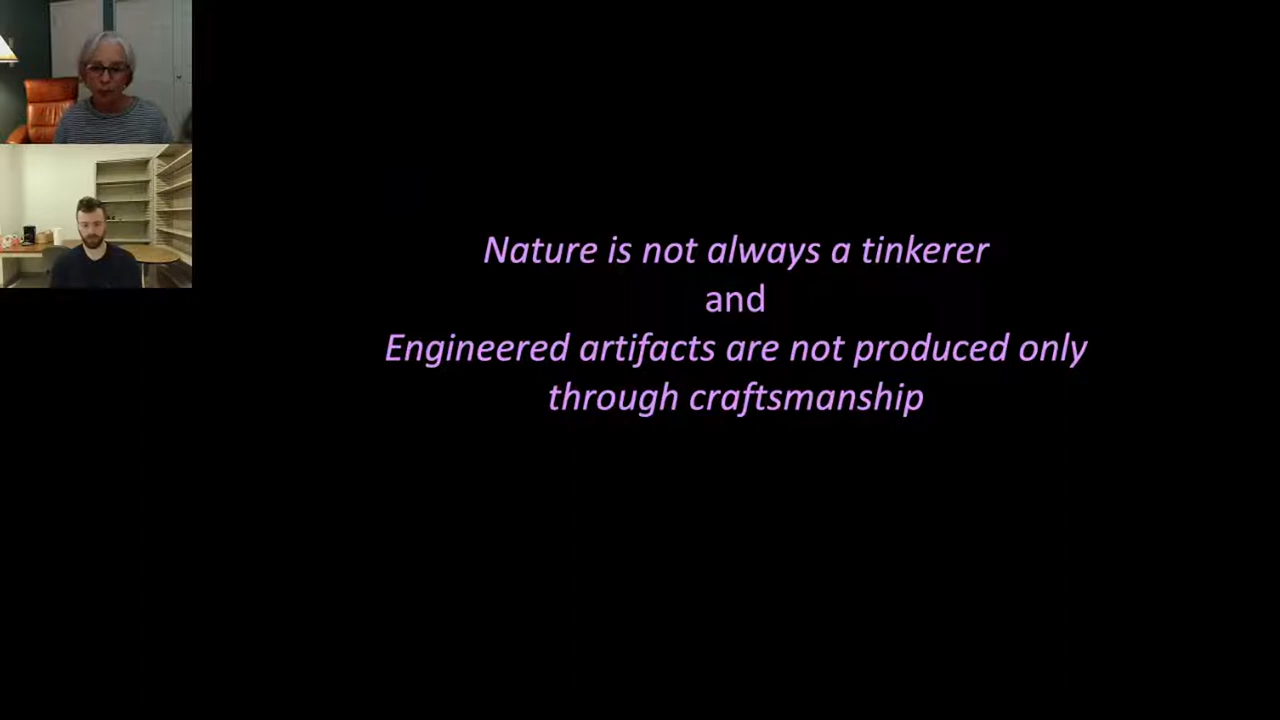 Nature is not always a tinkerer
and
Engineered artifacts are not produced only
through craftsmanship